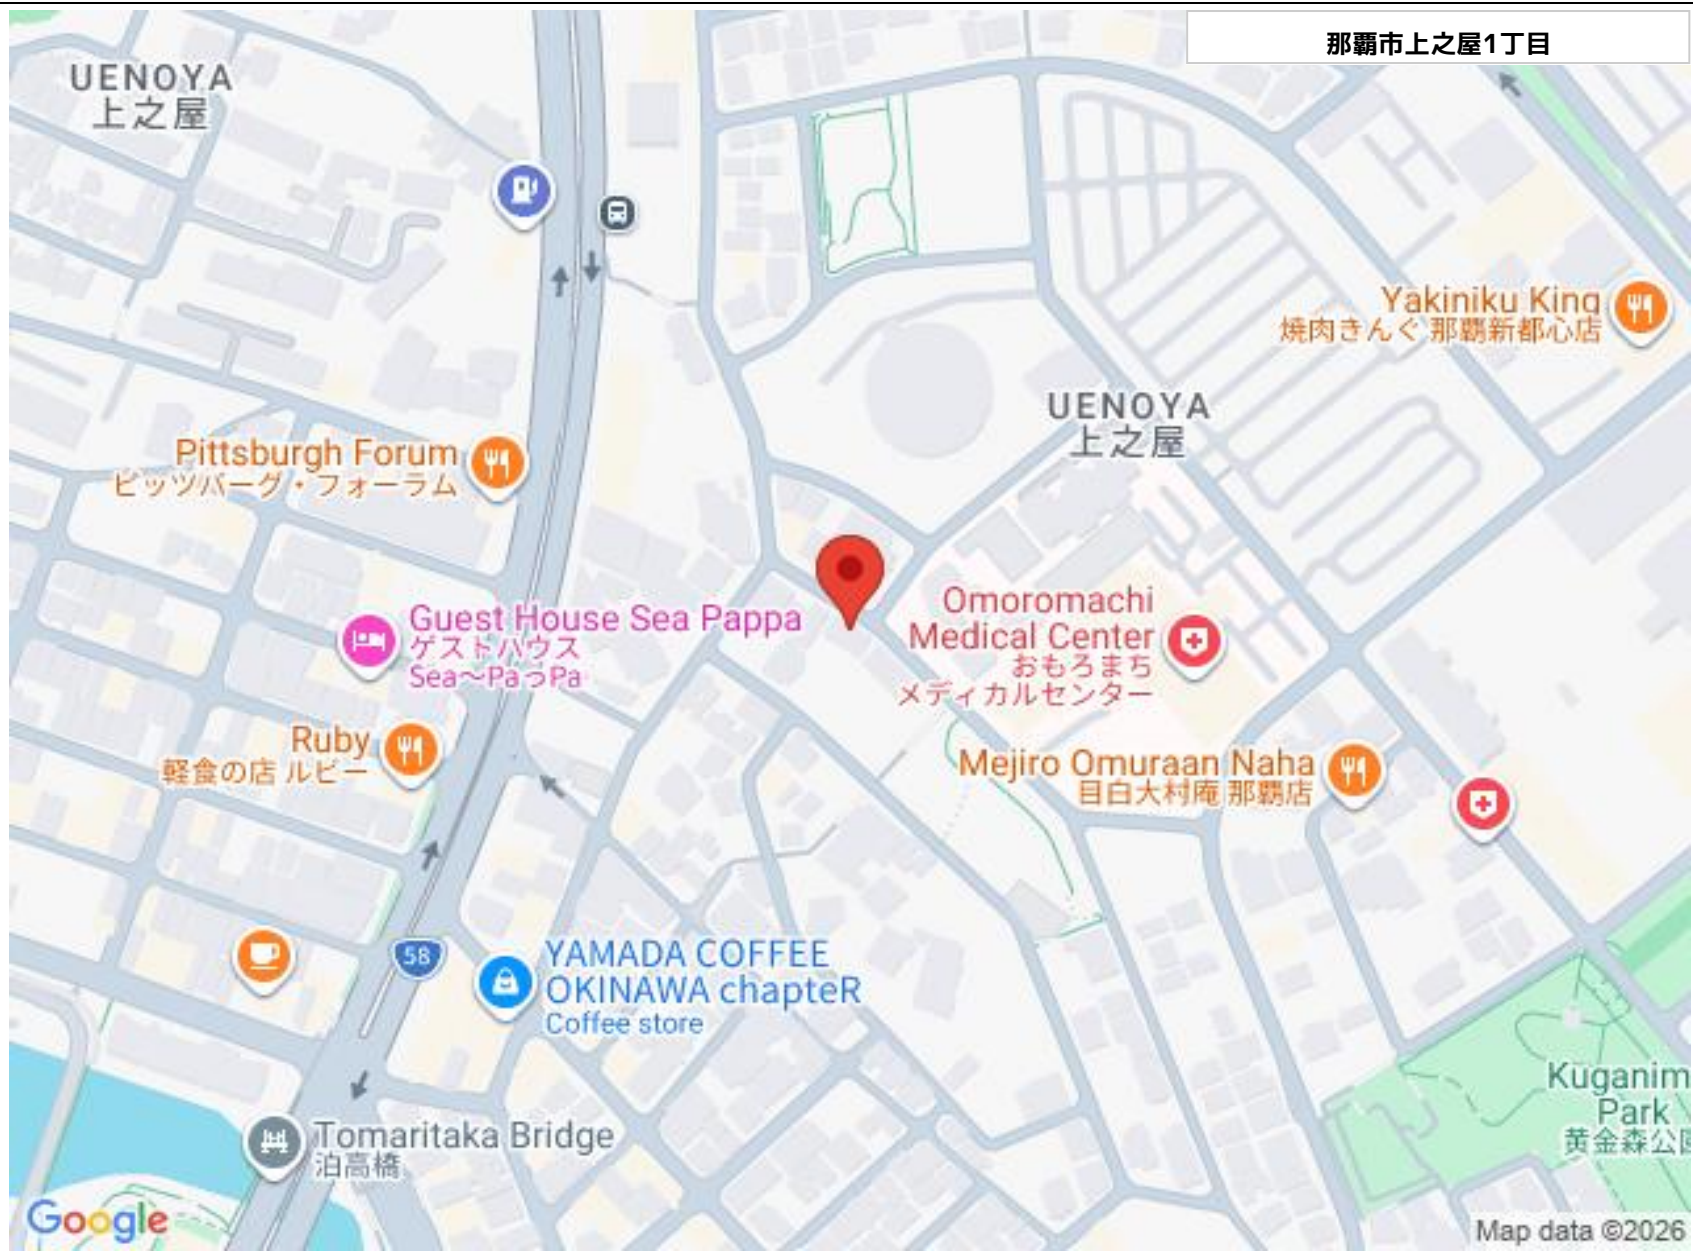 那覇市上之屋1丁目
UENOYA
上之屋
Yakiniku King
焼肉きんぐ 那覇新都心店
UENOYA
上之屋
Pittsburgh Forum
ピッツバーグ・フォーラム
Guest House Sea Pappa
ゲストハウス
Sea～PaっPa
Omoromachi
Medical Center
おもろまち
メディカルセンター
Ruby
軽食の店 ルビー
Mejiro Omuraan Naha
目白大村庵 那覇店
58
YAMADA COFFEE
OKINAWA chapteR
Coffee store
Kuganim
Park
黄金森公園
Tomaritaka Bridge
泊高橋
Google
Map data ©2026